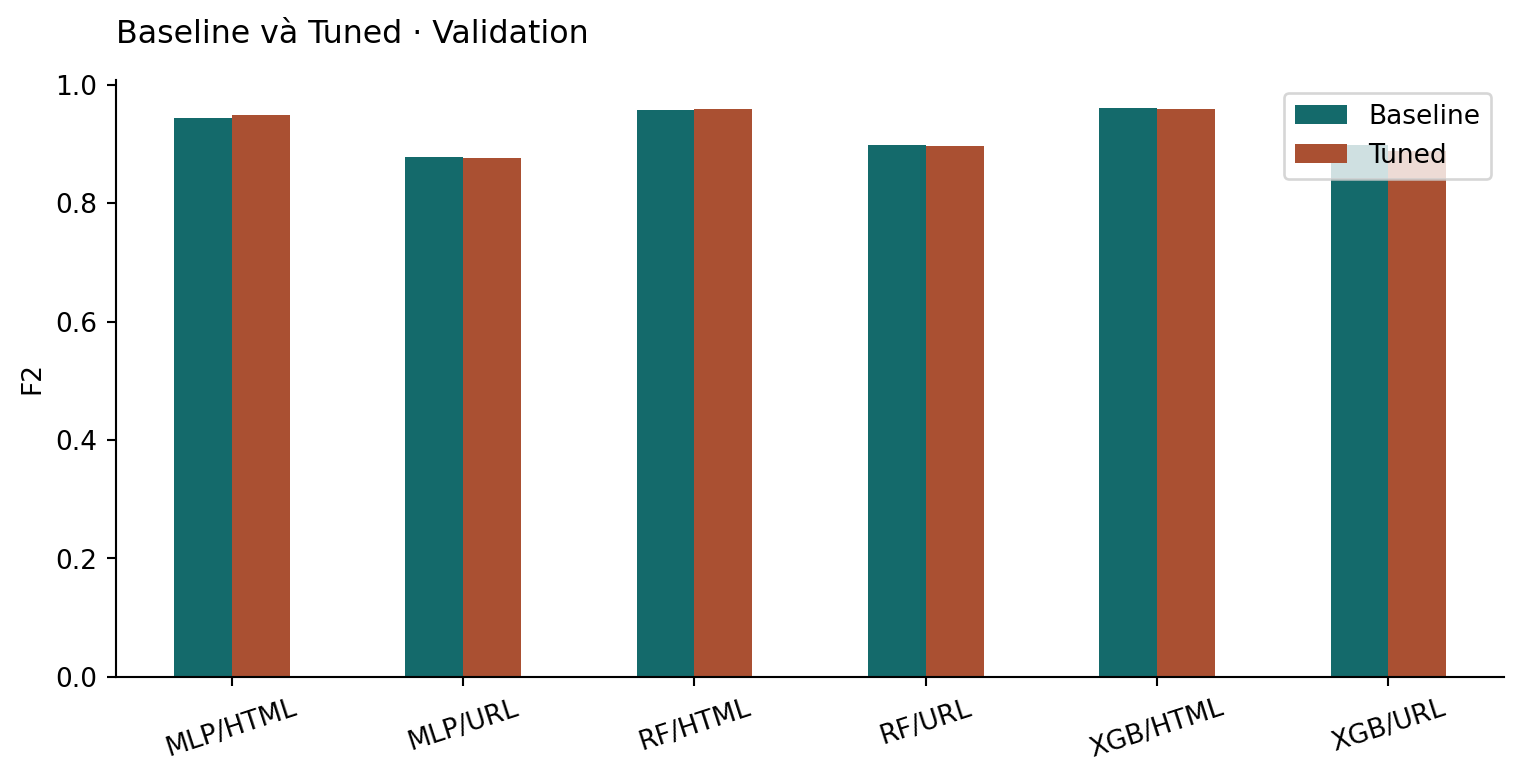 Baseline và Tuned · Validation
1.0
0.8
0.6
0.4
0.2
0.0
F2
Baseline
Tuned
MLP/HTML
MLP/URL
RF/HTML
RF/URL
XGB/HTML
XGB/URL